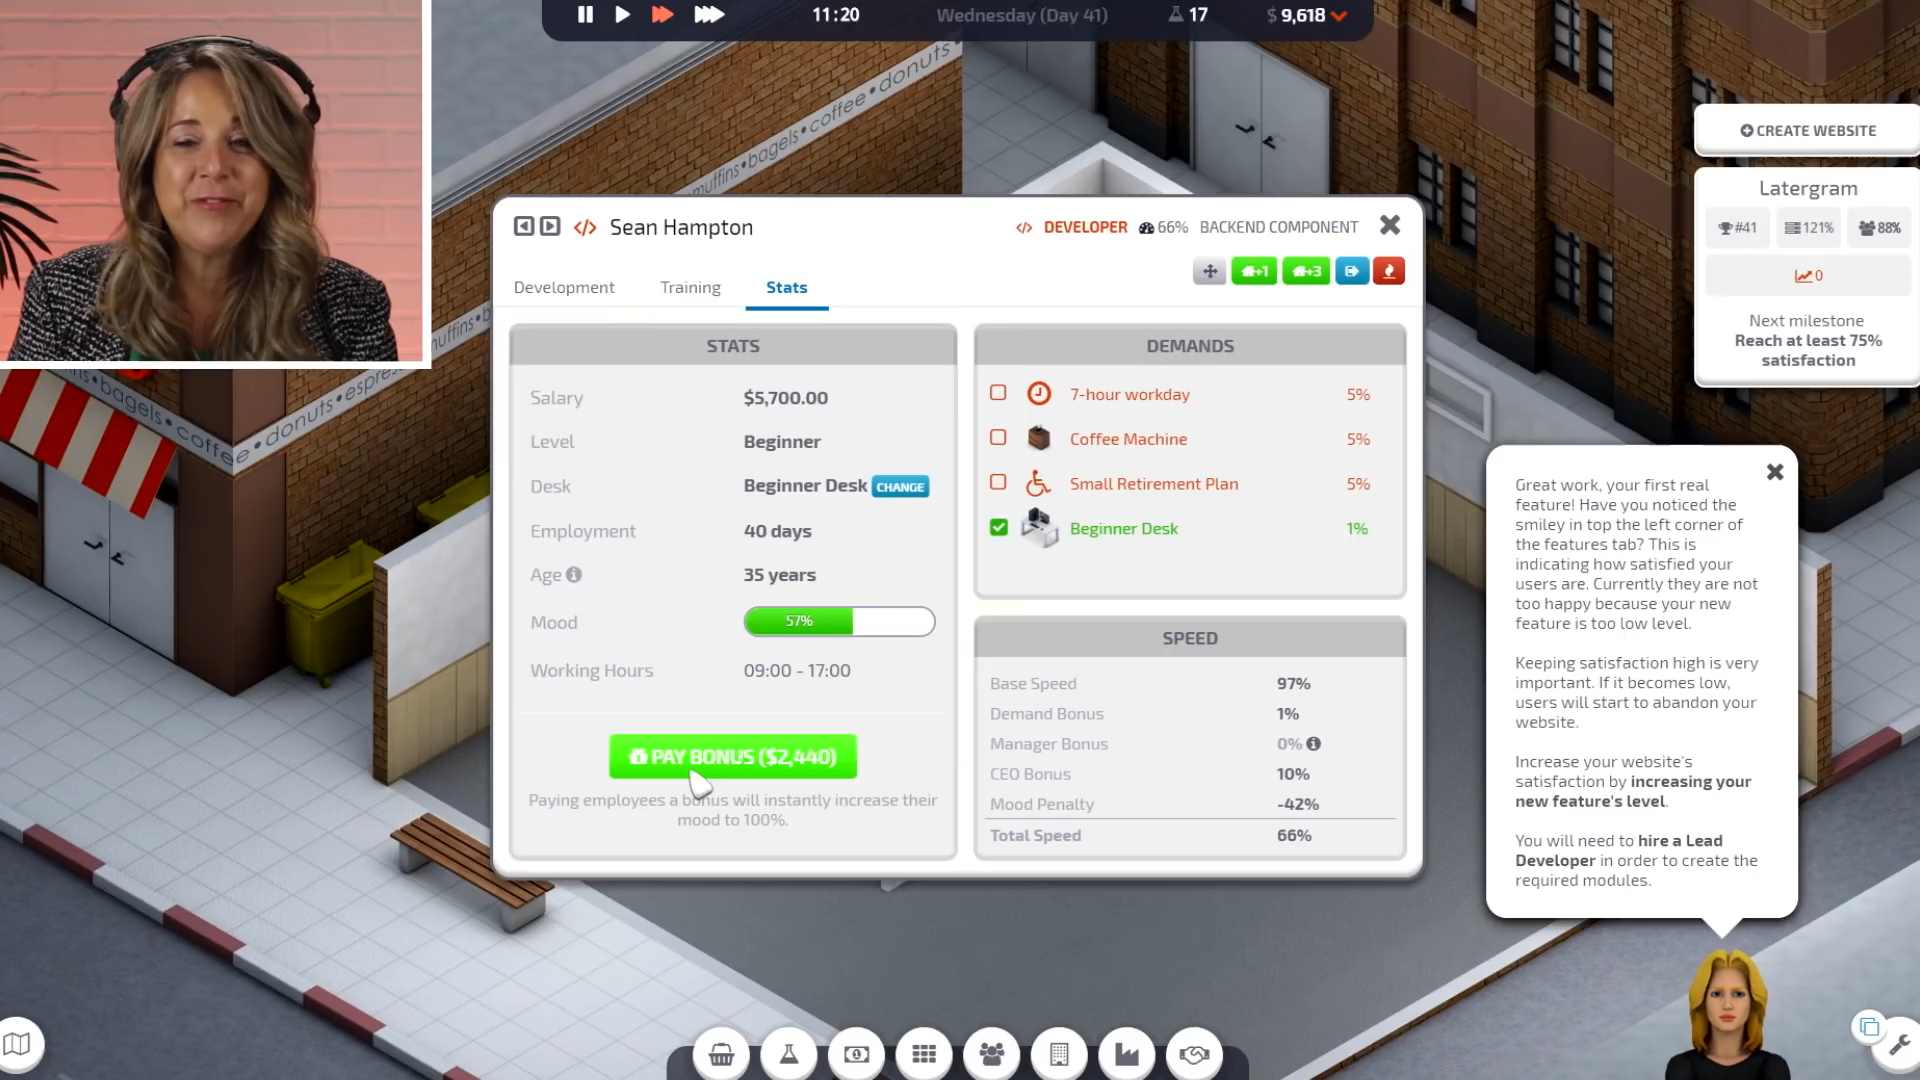 11:20
Wednesday (Day 41)
17
$ 9,618
muffins•bagels•coffee•donuts
bagels•coffee•donuts•espre
muffins•b
CREATE WEBSITE
Latergram
#41
121%
88%
0
Next milestone
Reach at least 75%
satisfaction
</> Sean Hampton
</> DEVELOPER 66% BACKEND COMPONENT
+1
+3
Development
Training
Stats
STATS
Salary $5,700.00
Level Beginner
Desk Beginner Desk CHANGE
Employment 40 days
Age 35 years
Mood 57%
Working Hours 09:00 - 17:00
PAY BONUS ($2,440)
Paying employees a bonus will instantly increase their
mood to 100%.
DEMANDS
7-hour workday 5%
Coffee Machine 5%
Small Retirement Plan 5%
Beginner Desk 1%
SPEED
Base Speed 97%
Demand Bonus 1%
Manager Bonus 0%
CEO Bonus 10%
Mood Penalty -42%
Total Speed 66%
Great work, your first real
feature! Have you noticed the
smiley in top the left corner of
the features tab? This is
indicating how satisfied your
users are. Currently they are not
too happy because your new
feature is too low level.
Keeping satisfaction high is very
important. If it becomes low,
users will start to abandon your
website.
Increase your website's
satisfaction by increasing your
new feature's level.
You will need to hire a Lead
Developer in order to create the
required modules.